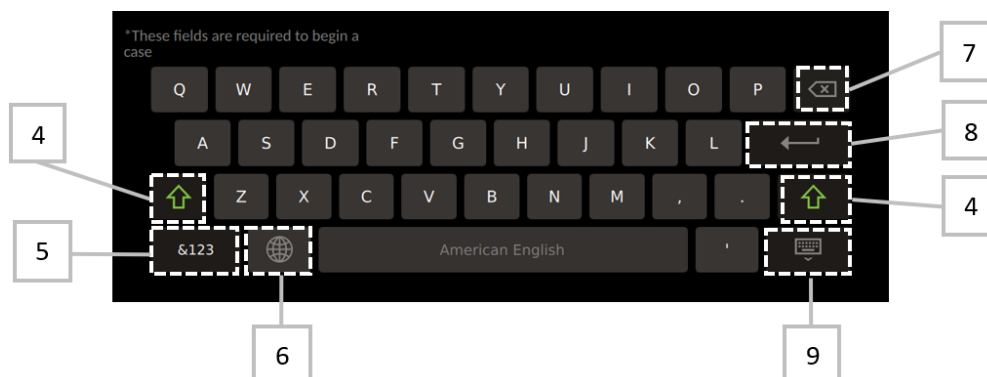 *These fields are required to begin a
case
7
Q W E R T Y U I O P
4
A S D F G H J K L
8
Z X C V B N M , .
4
5
&123
American English
'
6
9